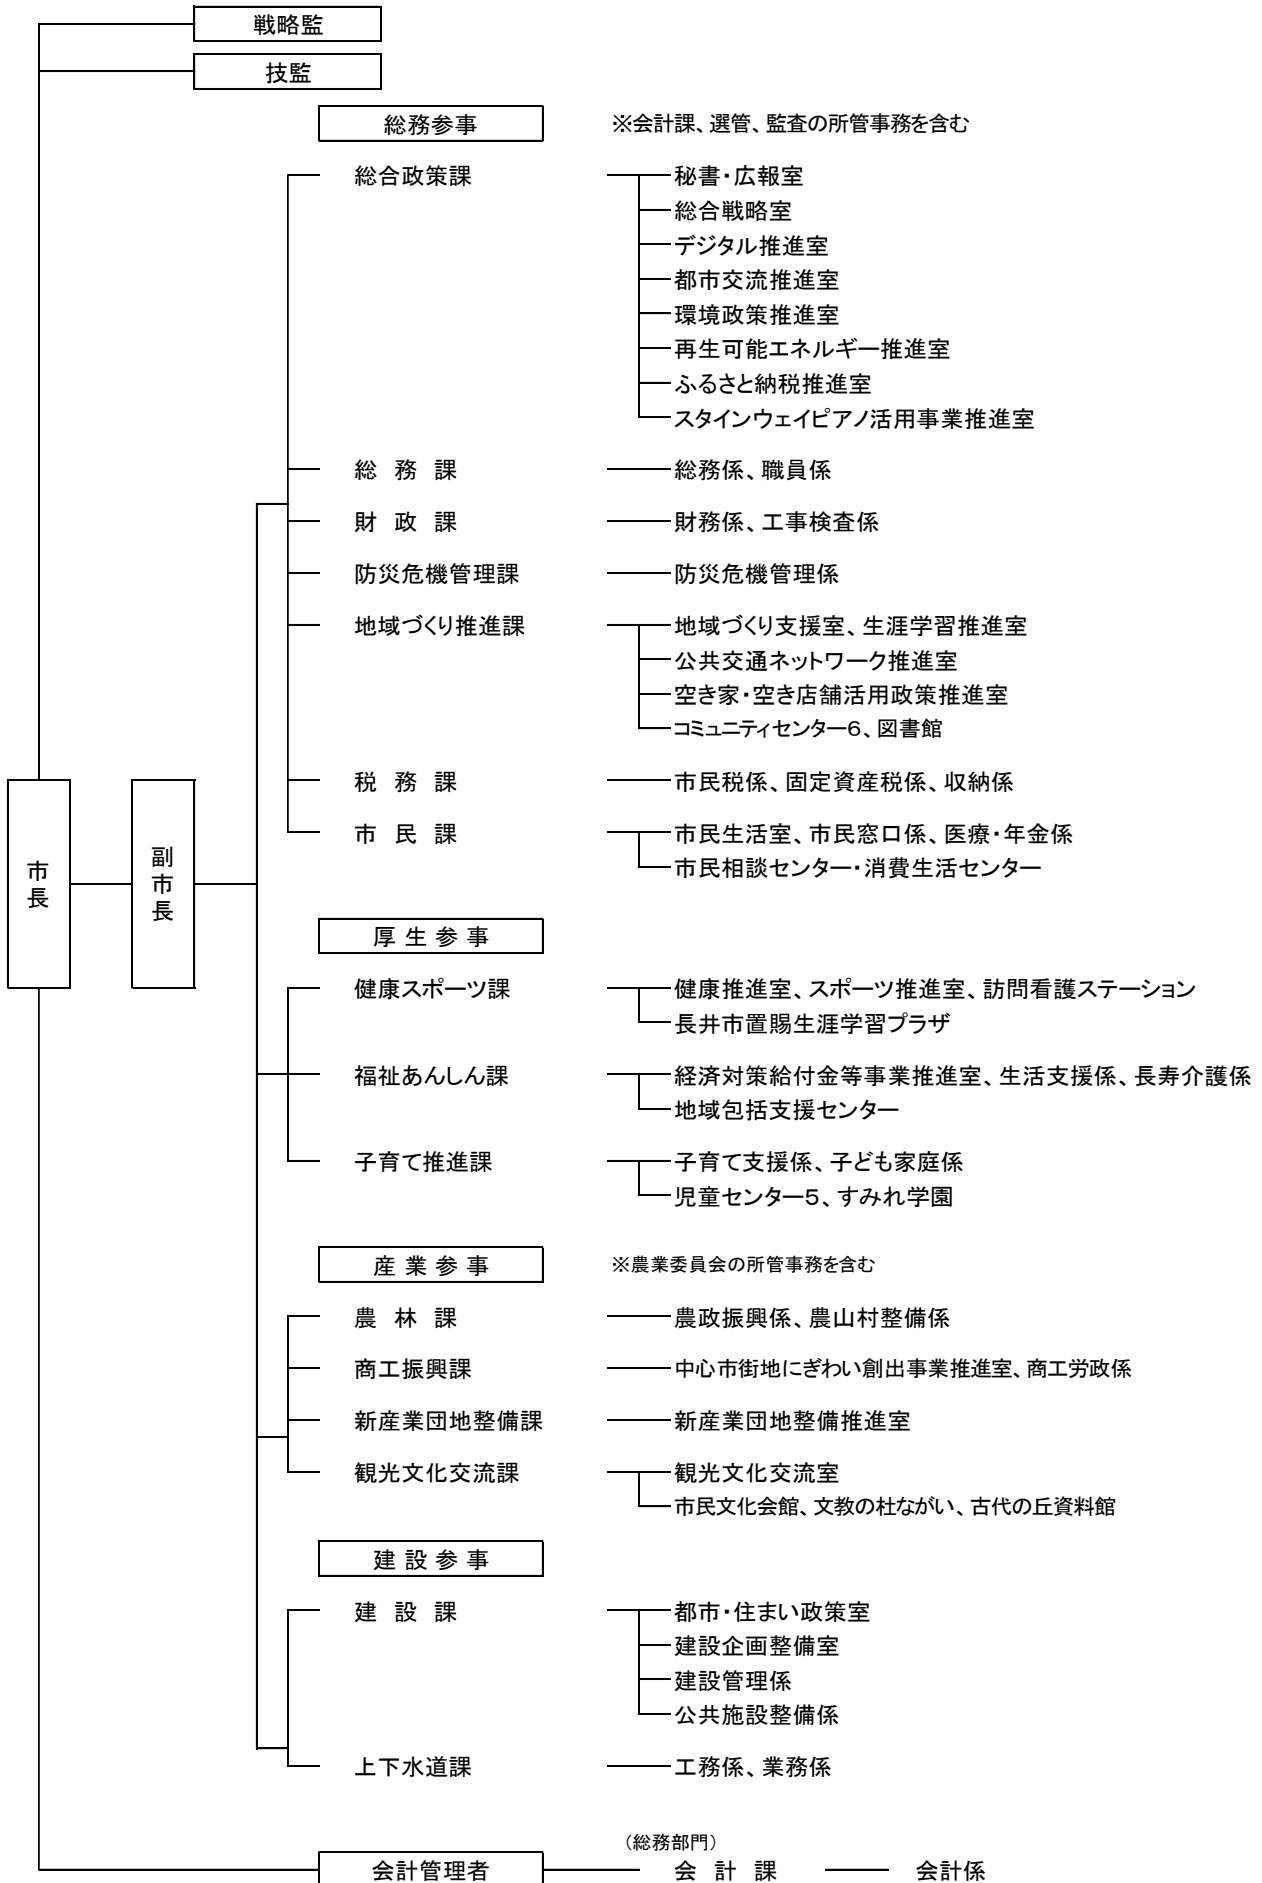 戦略監
技監
総務参事 ※会計課、選管、監査の所管事務を含む
総合政策課 秘書・広報室
総合戦略室
デジタル推進室
都市交流推進室
環境政策推進室
再生可能エネルギー推進室
ふるさと納税推進室
スタインウェイピアノ活用事業推進室
総務課 総務係、職員係
財政課 財務係、工事検査係
防災危機管理課 防災危機管理係
地域づくり推進課 地域づくり支援室、生涯学習推進室
公共交通ネットワーク推進室
空き家・空き店舗活用政策推進室
コミュニティセンター6、図書館
税務課 市民税係、固定資産税係、収納係
市民課 市民生活室、市民窓口係、医療・年金係
市民相談センター・消費生活センター
市長
副市長
厚生参事
健康スポーツ課 健康推進室、スポーツ推進室、訪問看護ステーション
長井市置賜生涯学習プラザ
福祉あんしん課 経済対策給付金等事業推進室、生活支援係、長寿介護係
地域包括支援センター
子育て推進課 子育て支援係、子ども家庭係
児童センター5、すみれ学園
産業参事 ※農業委員会の所管事務を含む
農林課 農政振興係、農山村整備係
商工振興課 中心市街地にぎわい創出事業推進室、商工労政係
新産業団地整備課 新産業団地整備推進室
観光文化交流課 観光文化交流室
市民文化会館、文教の杜ながい、古代の丘資料館
建設参事
建設課 都市・住まい政策室
建設企画整備室
建設管理係
公共施設整備係
上下水道課 工務係、業務係
（総務部門）
会計管理者 会計課 会計係